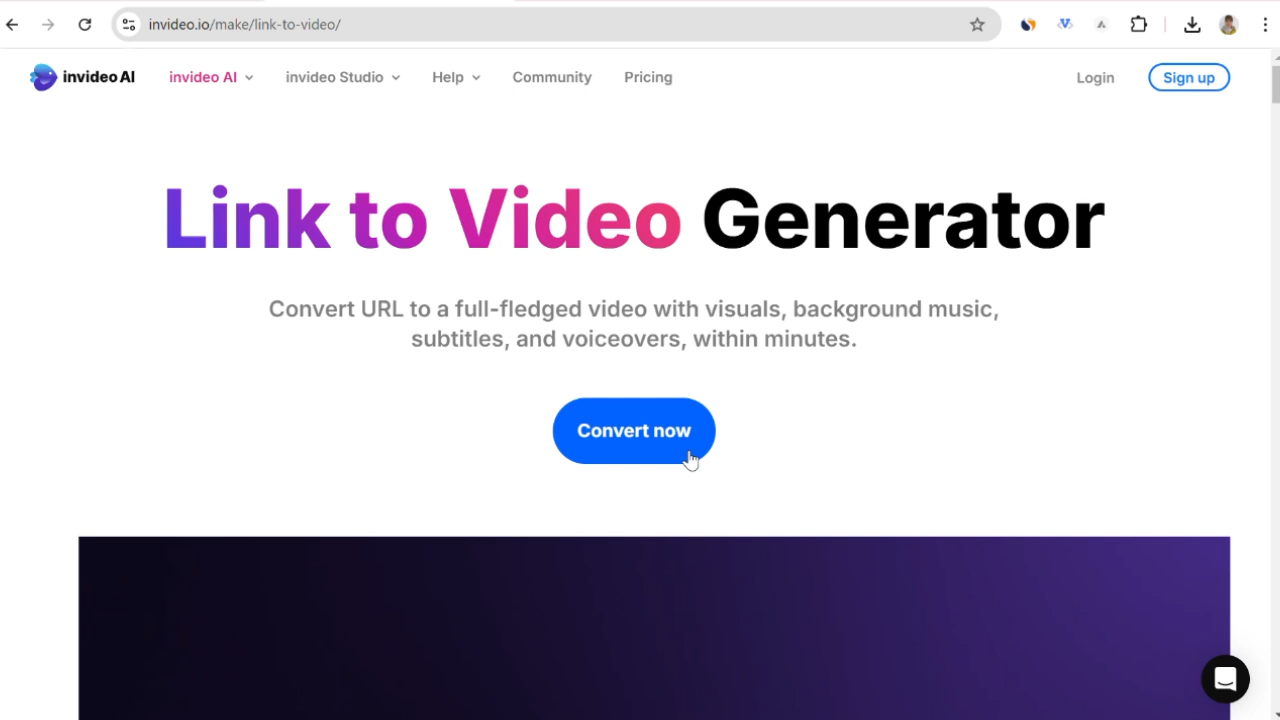 invideo.io/make/link-to-video/
invideo AI
invideo AI
invideo Studio
Help
Community
Pricing
Login
Sign up
Link to Video Generator
Convert URL to a full-fledged video with visuals, background music,
subtitles, and voiceovers, within minutes.
Convert now